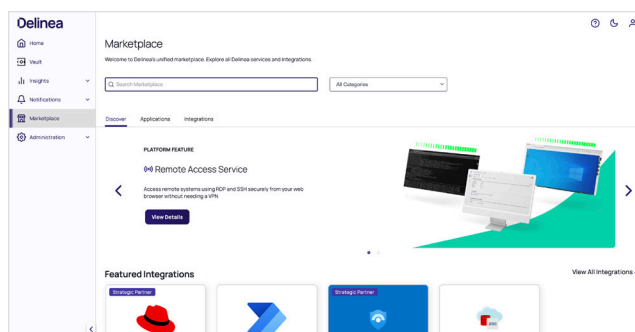 Delinea
Home
Vault
Insights
Notifications
Marketplace
Administration
Marketplace
Welcome to Delinea's unified marketplace. Explore all Delinea services and integrations.
Search Marketplace
All Categories
Discover Applications Integrations
PLATFORM FEATURE
Remote Access Service
Access remote systems using RDP and SSH securely from your web
browser without needing a VPN
View Details
Featured Integrations
View All Integrations
Strategic Partner
Strategic Partner